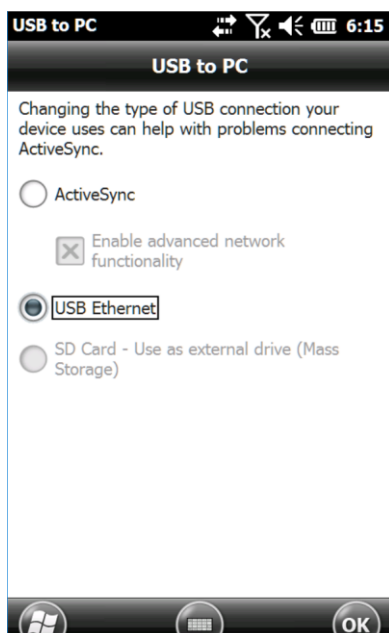 USB to PC 6:15
USB to PC
Changing the type of USB connection your
device uses can help with problems connecting
ActiveSync.
ActiveSync
Enable advanced network
functionality
USB Ethernet
SD Card - Use as external drive (Mass
Storage)
OK